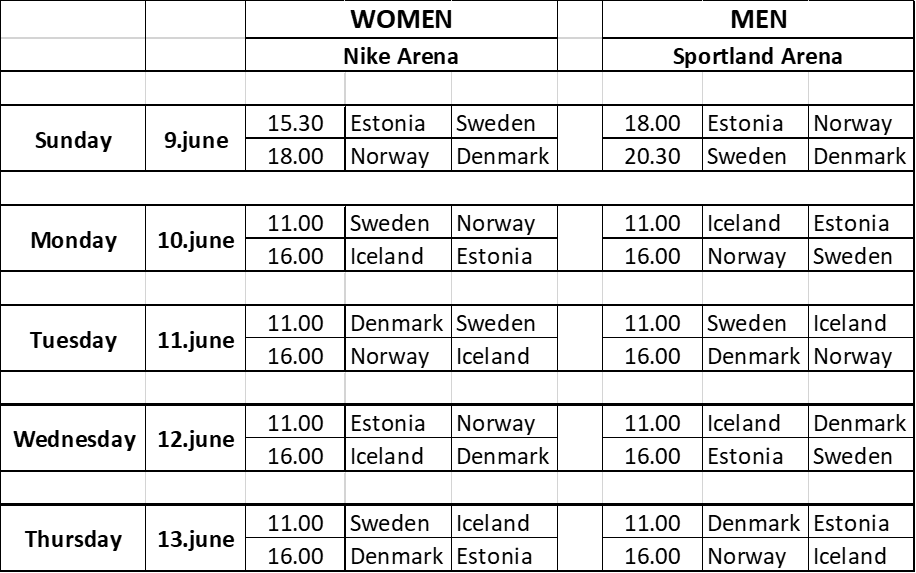 WOMEN MEN
Nike Arena Sportland Arena
Sunday 9.june 15.30 Estonia Sweden 18.00 Estonia Norway
18.00 Norway Denmark 20.30 Sweden Denmark
Monday 10.june 11.00 Sweden Norway 11.00 Iceland Estonia
16.00 Iceland Estonia 16.00 Norway Sweden
Tuesday 11.june 11.00 Denmark Sweden 11.00 Sweden Iceland
16.00 Norway Iceland 16.00 Denmark Norway
Wednesday 12.june 11.00 Estonia Norway 11.00 Iceland Denmark
16.00 Iceland Denmark 16.00 Estonia Sweden
Thursday 13.june 11.00 Sweden Iceland 11.00 Denmark Estonia
16.00 Denmark Estonia 16.00 Norway Iceland